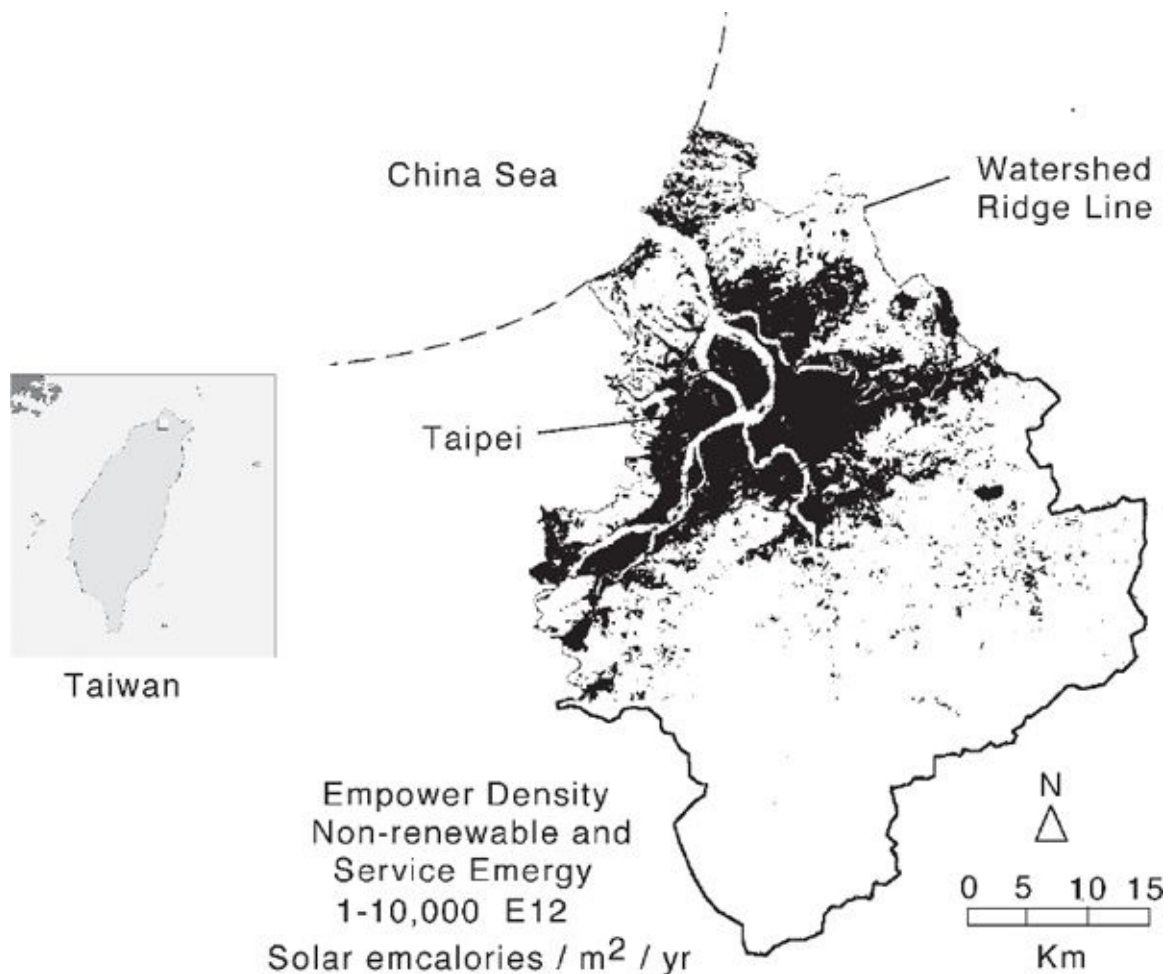 China Sea
Watershed
Ridge Line
Taipei
Taiwan
Empower Density
Non-renewable and
Service Emergy
1-10,000 E12
Solar emcalories / m² / yr
N
0 5 10 15
Km